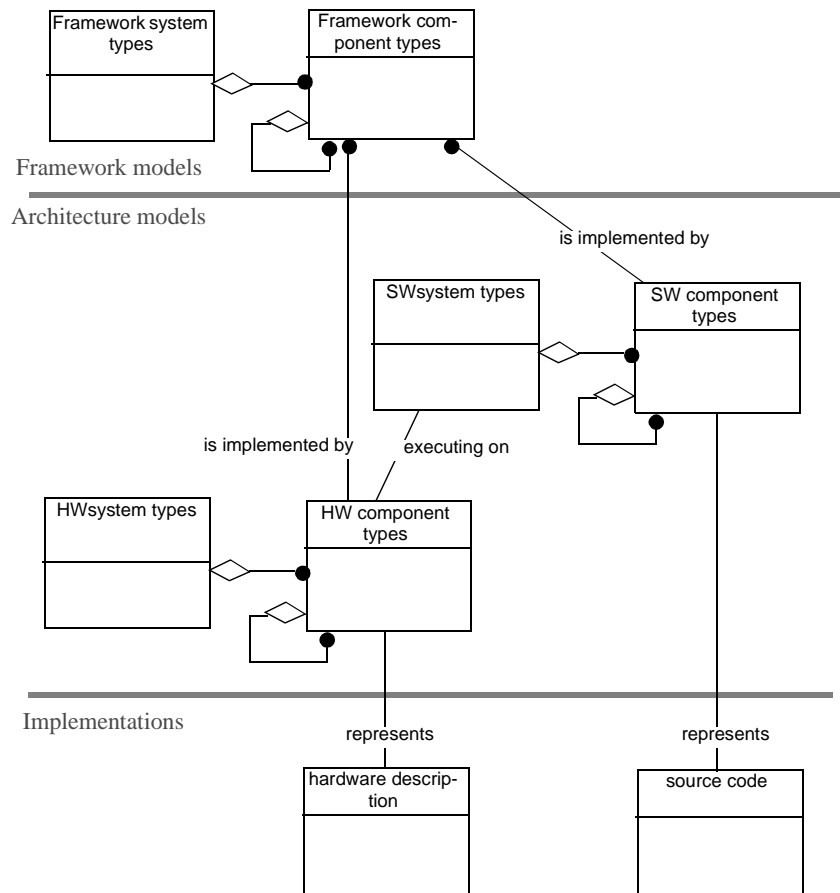 Framework system
types
Framework com-
ponent types
Framework models
Architecture models
is implemented by
SWsystem types
SW component
types
is implemented by
executing on
HWsystem types
HW component
types
Implementations
represents
represents
hardware descrip-
tion
source code